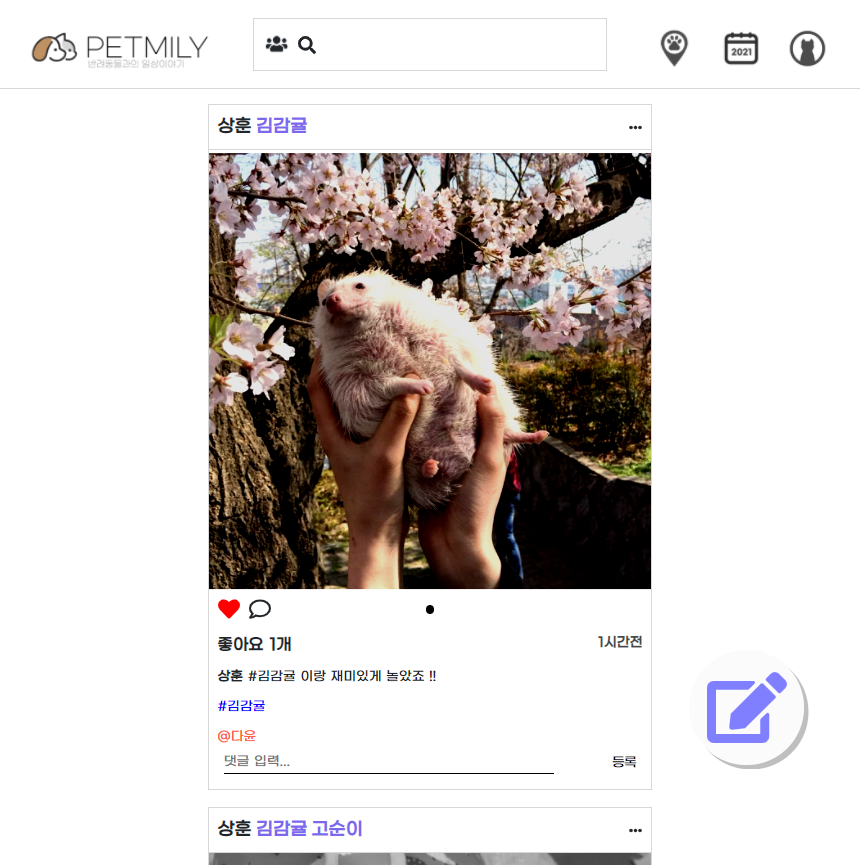 PETMILY
반려동물과의 일상이야기
2021
상훈 김감귤
좋아요 1개
1시간전
상훈 #김감귤 이랑 재미있게 놀았죠 !!
#김감귤
@다윤
댓글 입력...
등록
상훈 김감귤 고순이